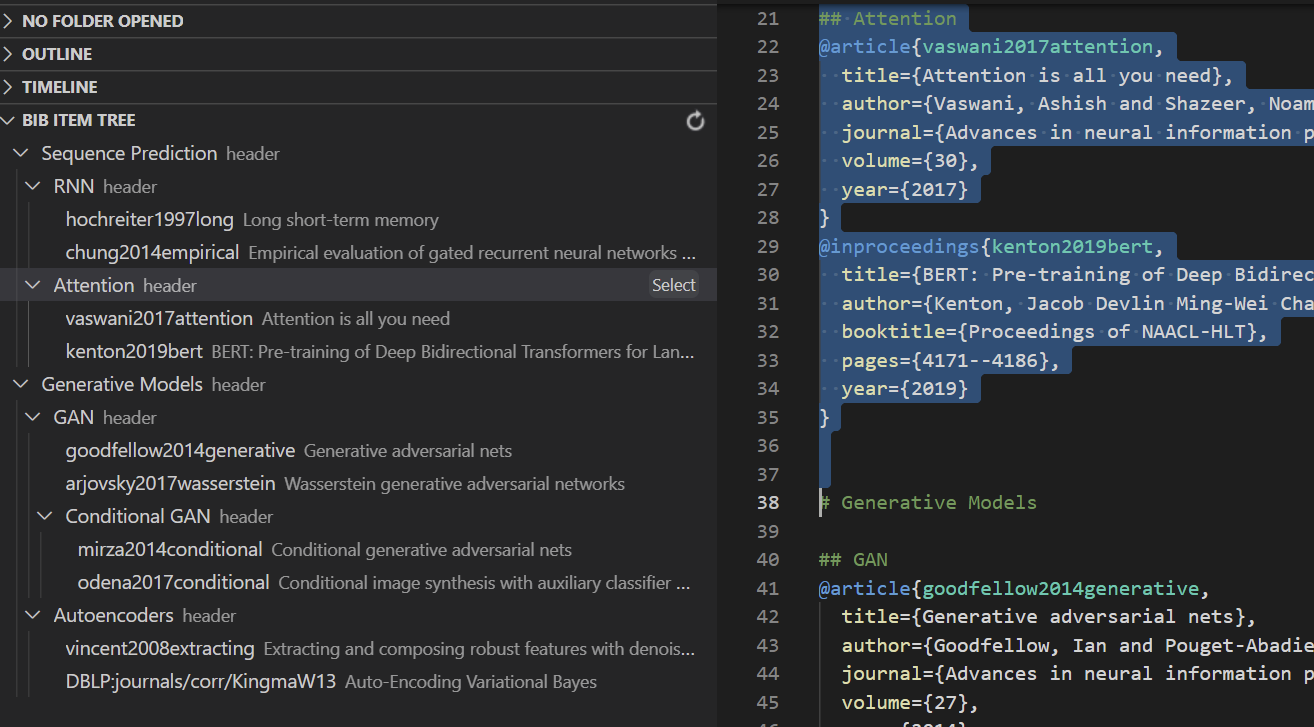 NO FOLDER OPENED
OUTLINE
TIMELINE
BIB ITEM TREE
Sequence Prediction header
RNN header
hochreiter1997long Long short-term memory
chung2014empirical Empirical evaluation of gated recurrent neural networks ...
Attention header Select
vaswani2017attention Attention is all you need
kenton2019bert BERT: Pre-training of Deep Bidirectional Transformers for Lan...
Generative Models header
GAN header
goodfellow2014generative Generative adversarial nets
arjovsky2017wasserstein Wasserstein generative adversarial networks
Conditional GAN header
mirza2014conditional Conditional generative adversarial nets
odena2017conditional Conditional image synthesis with auxiliary classifier ...
Autoencoders header
vincent2008extracting Extracting and composing robust features with denois...
DBLP:journals/corr/KingmaW13 Auto-Encoding Variational Bayes
21 ## Attention
22 @article{vaswani2017attention,
23 title={Attention is all you need},
24 author={Vaswani, Ashish and Shazeer, Noam
25 journal={Advances in neural information p
26 volume={30},
27 year={2017}
28 }
29 @inproceedings{kenton2019bert,
30 title={BERT: Pre-training of Deep Bidirec
31 author={Kenton, Jacob Devlin Ming-Wei Cha
32 booktitle={Proceedings of NAACL-HLT},
33 pages={4171--4186},
34 year={2019}
35 }
36
37
38 # Generative Models
39
40 ## GAN
41 @article{goodfellow2014generative,
42 title={Generative adversarial nets},
43 author={Goodfellow, Ian and Pouget-Abadie
44 journal={Advances in neural information p
45 volume={27},